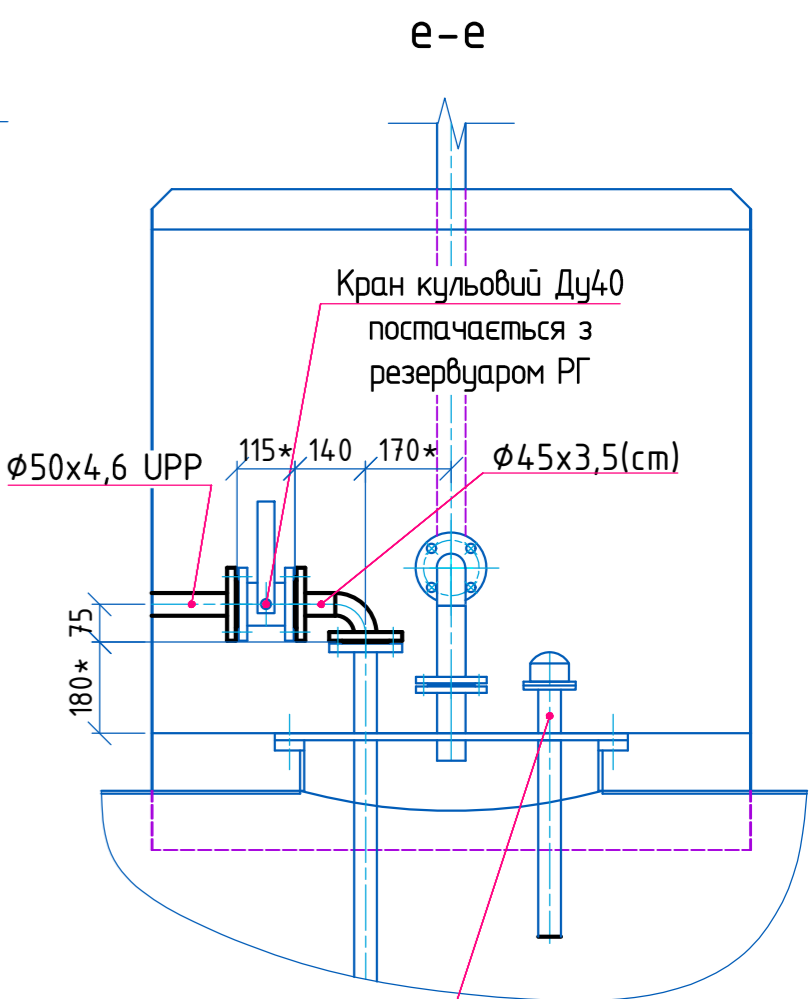 е-е
Кран кульовий Ду40
постачається з
резервуаром РГ
115* 140 170*
Ф50х4,6 UPP
Ф45х3,5(ст)
75
180*